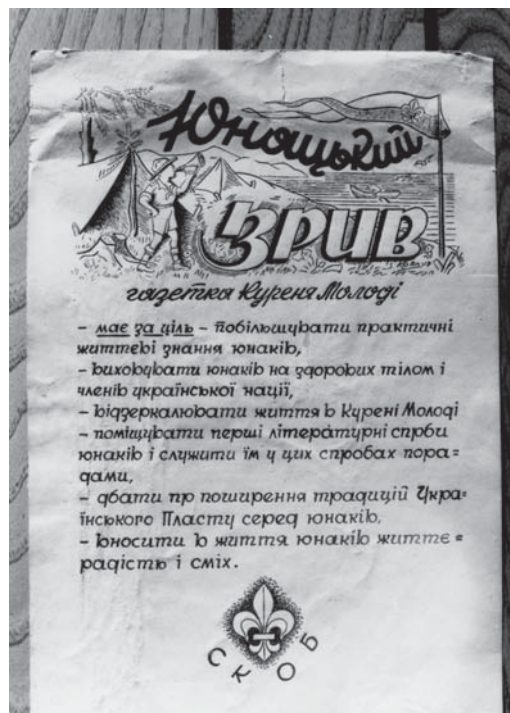 Юнацький
ЗРИВ
газетка Куреня Молоді
- має за ціль - побільшувати практичні
життєві знання юнаків,
- виховувати юнаків на здорових тілом і
членів української нації,
- віддзеркалювати життя в Курені Молоді
- поміщувати перші літературні спроби
юнаків і служити їм у цих спробах пора=
дами,
- дбати про поширення традицій Укра=
їнського Пласту серед юнаків,
- вносити в життя юнаків життє=
радість і сміх.
СКОБ